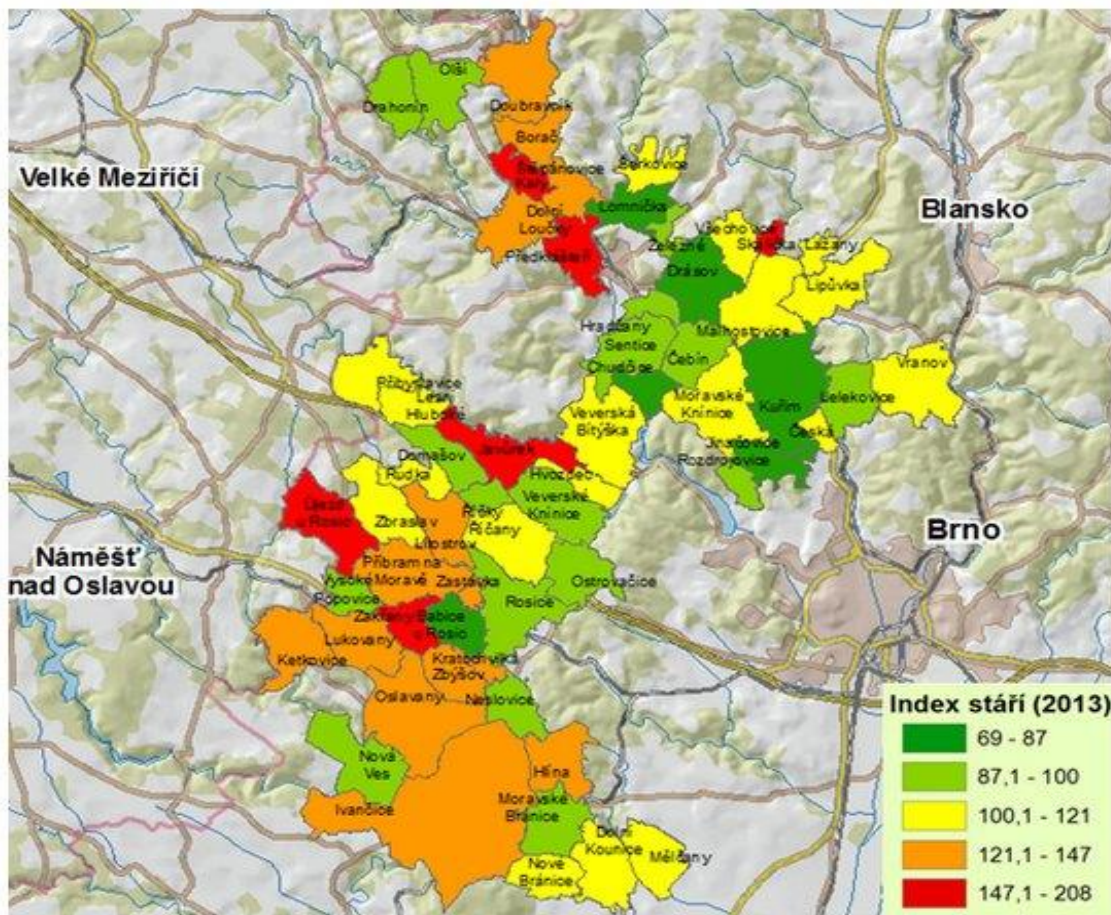 Olší
Drahonín
Doubravník
Borač
Štěpánovice
Kaly
Šerkovice
Velké Meziříčí
Lomnička
Blansko
Dolní
Loučky
Všechovice
Skalička
Lažany
Předklášteří
Železné
Drásov
Lipůvka
Hradčany
Sentice
Malhostovice
Čebín
Chudčice
Vranov
Přibyslavice
Lesní
Hluboké
Moravské
Knínice
Lelekovice
Kuřim
Veverská
Bítýška
Česká
Jinačovice
Rozdrojovice
Domašov
Javůrek
Rudka
Hvozdec
Veverské
Knínice
Říčky
Říčany
Zbraslav
u Rosic
Brno
Litostrov
Náměšť
nad Oslavou
Příbram na
Moravě
Zastávka
Ostrovačice
Vysoké
Popovice
Rosice
Zakřany
Babice
u Rosic
Lukovany
Ketkovice
Kratochvilka
Zbýšov
Oslavany
Neslovice
Nová
Ves
Hlína
Ivančice
Moravské
Bránice
Dolní
Kounice
Mělčany
Nové
Bránice
Index stáří (2013)
69 - 87
87,1 - 100
100,1 - 121
121,1 - 147
147,1 - 208